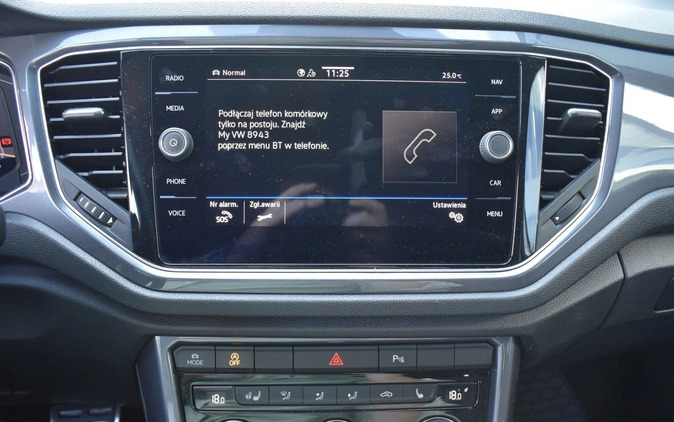 RADIO
MEDIA
PHONE
VOICE
Normal 11:25 25.0°C
Podłączaj telefon komórkowy
tylko na postoju. Znajdź
My VW 8943
poprzez menu BT w telefonie.
Nr alarm. Zgł.awarii Ustawienia
SOS
NAV
APP
CAR
MENU
MODE
OFF
P
18.0 18.0